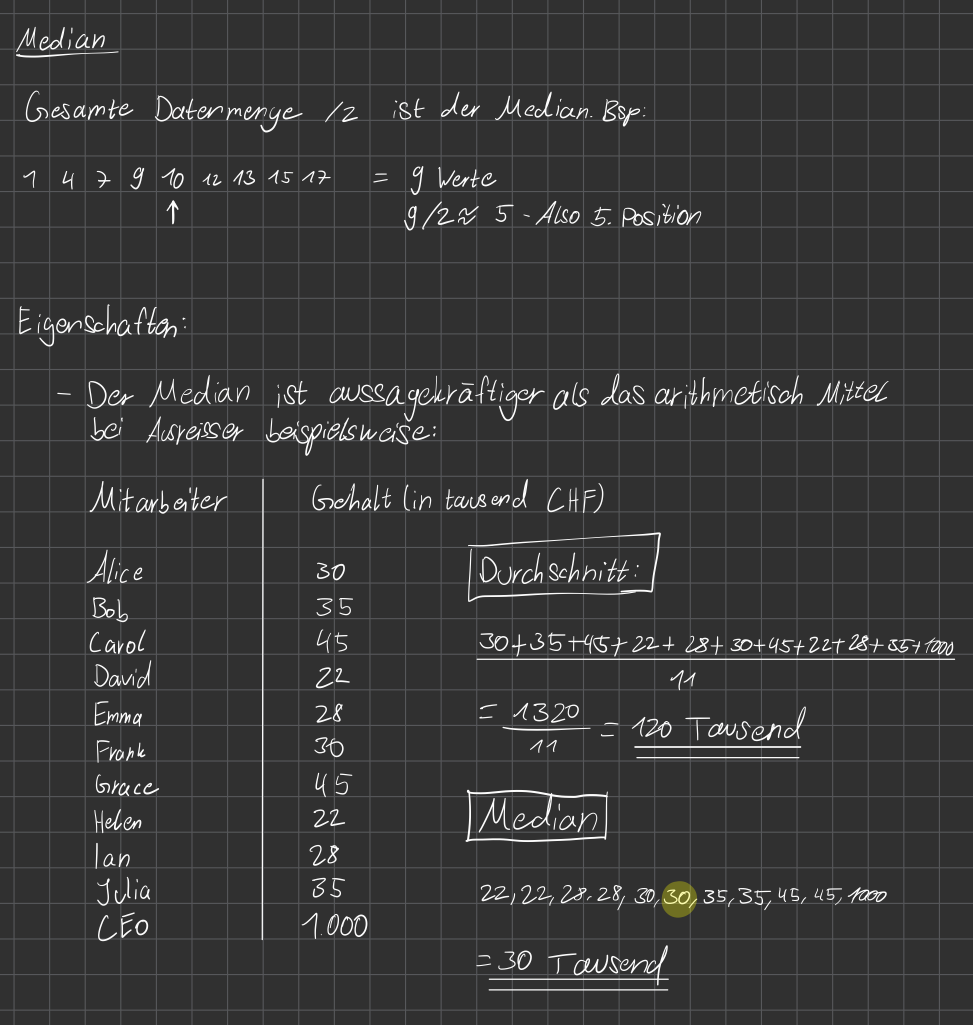 Median
Gesamte Datenmenge /2 ist der Median. Bsp:
1 4 7 9 10 12 13 15 17 = 9 Werte
↑ 9/2 ≈ 5 - Also 5. Position
Eigenschaften:
- Der Median ist aussagekräftiger als das arithmetisch Mittel
bei Ausreisser beispielsweise:
Mitarbeiter Gehalt (in tausend CHF)
Alice 30
Bob 35
Carol 45
David 22
Emma 28
Frank 30
Grace 45
Helen 22
Ian 28
Julia 35
CEO 1.000
Durchschnitt:
30+35+45+22+28+30+45+22+28+35+1000
11
= 1320 / 11 = 120 Tausend
Median
22, 22, 28, 28, 30, 30, 35, 35, 45, 45, 1000
= 30 Tausend